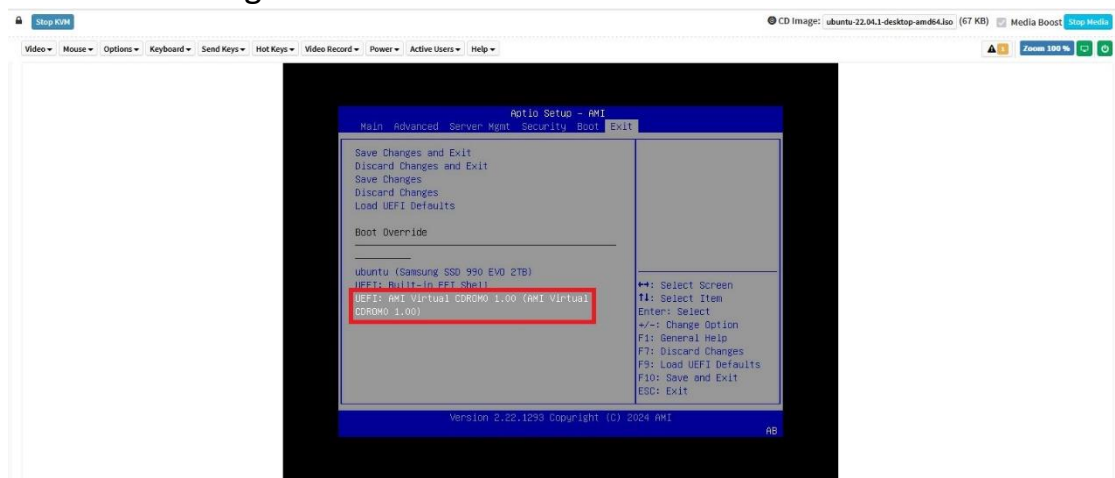 Stop KVM
CD Image: ubuntu-22.04.1-desktop-amd64.iso (67 KB) Media Boost Stop Media
Video Mouse Options Keyboard Send Keys Hot Keys Video Record Power Active Users Help
Zoom 100 %
Aptio Setup - AMI
Main Advanced Server Mgmt Security Boot Exit
Save Changes and Exit
Discard Changes and Exit
Save Changes
Discard Changes
Load UEFI Defaults
Boot Override
ubuntu (Samsung SSD 990 EVO 2TB)
UEFI: Built-in EFI Shell
UEFI: AMI Virtual CDROM0 1.00 (AMI Virtual
CDROM0 1.00)
↔: Select Screen
↑↓: Select Item
Enter: Select
+/-: Change Option
F1: General Help
F7: Discard Changes
F9: Load UEFI Defaults
F10: Save and Exit
ESC: Exit
Version 2.22.1293 Copyright (C) 2024 AMI
AB